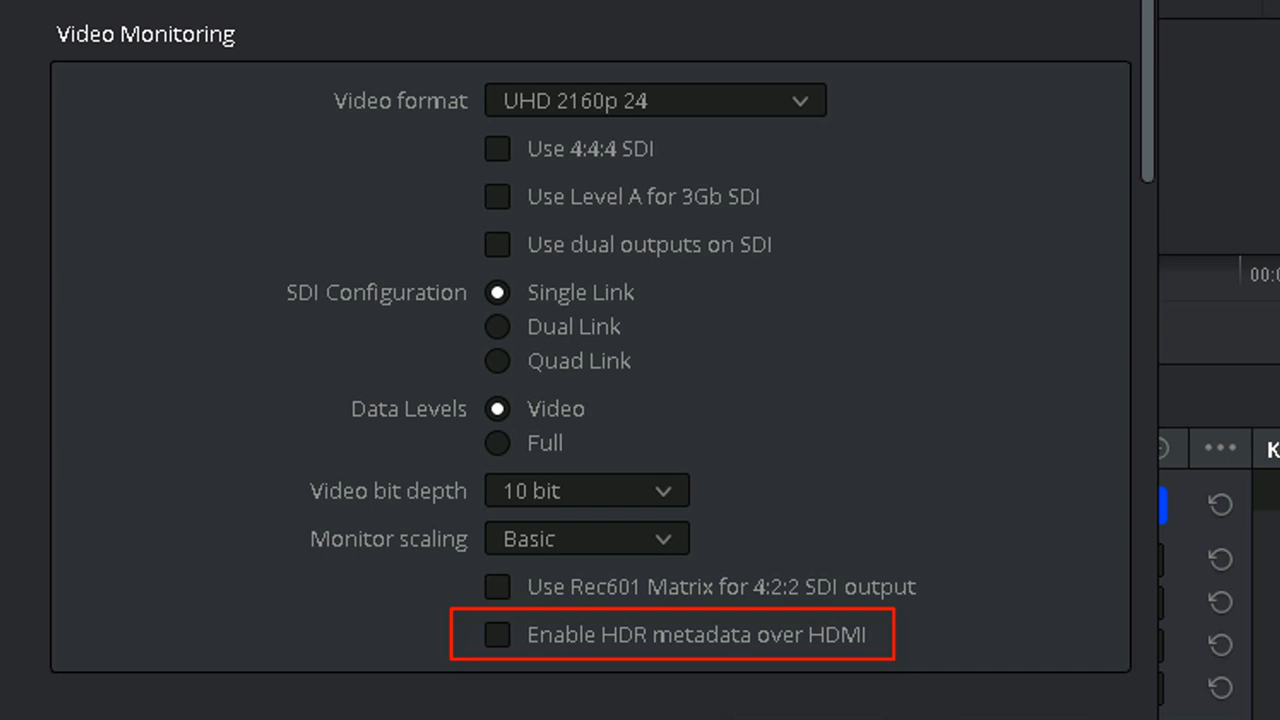 Video Monitoring
Video format UHD 2160p 24
Use 4:4:4 SDI
Use Level A for 3Gb SDI
Use dual outputs on SDI
00:
SDI Configuration Single Link
Dual Link
Quad Link
Data Levels Video
Full
K
Video bit depth 10 bit
Monitor scaling Basic
Use Rec601 Matrix for 4:2:2 SDI output
Enable HDR metadata over HDMI